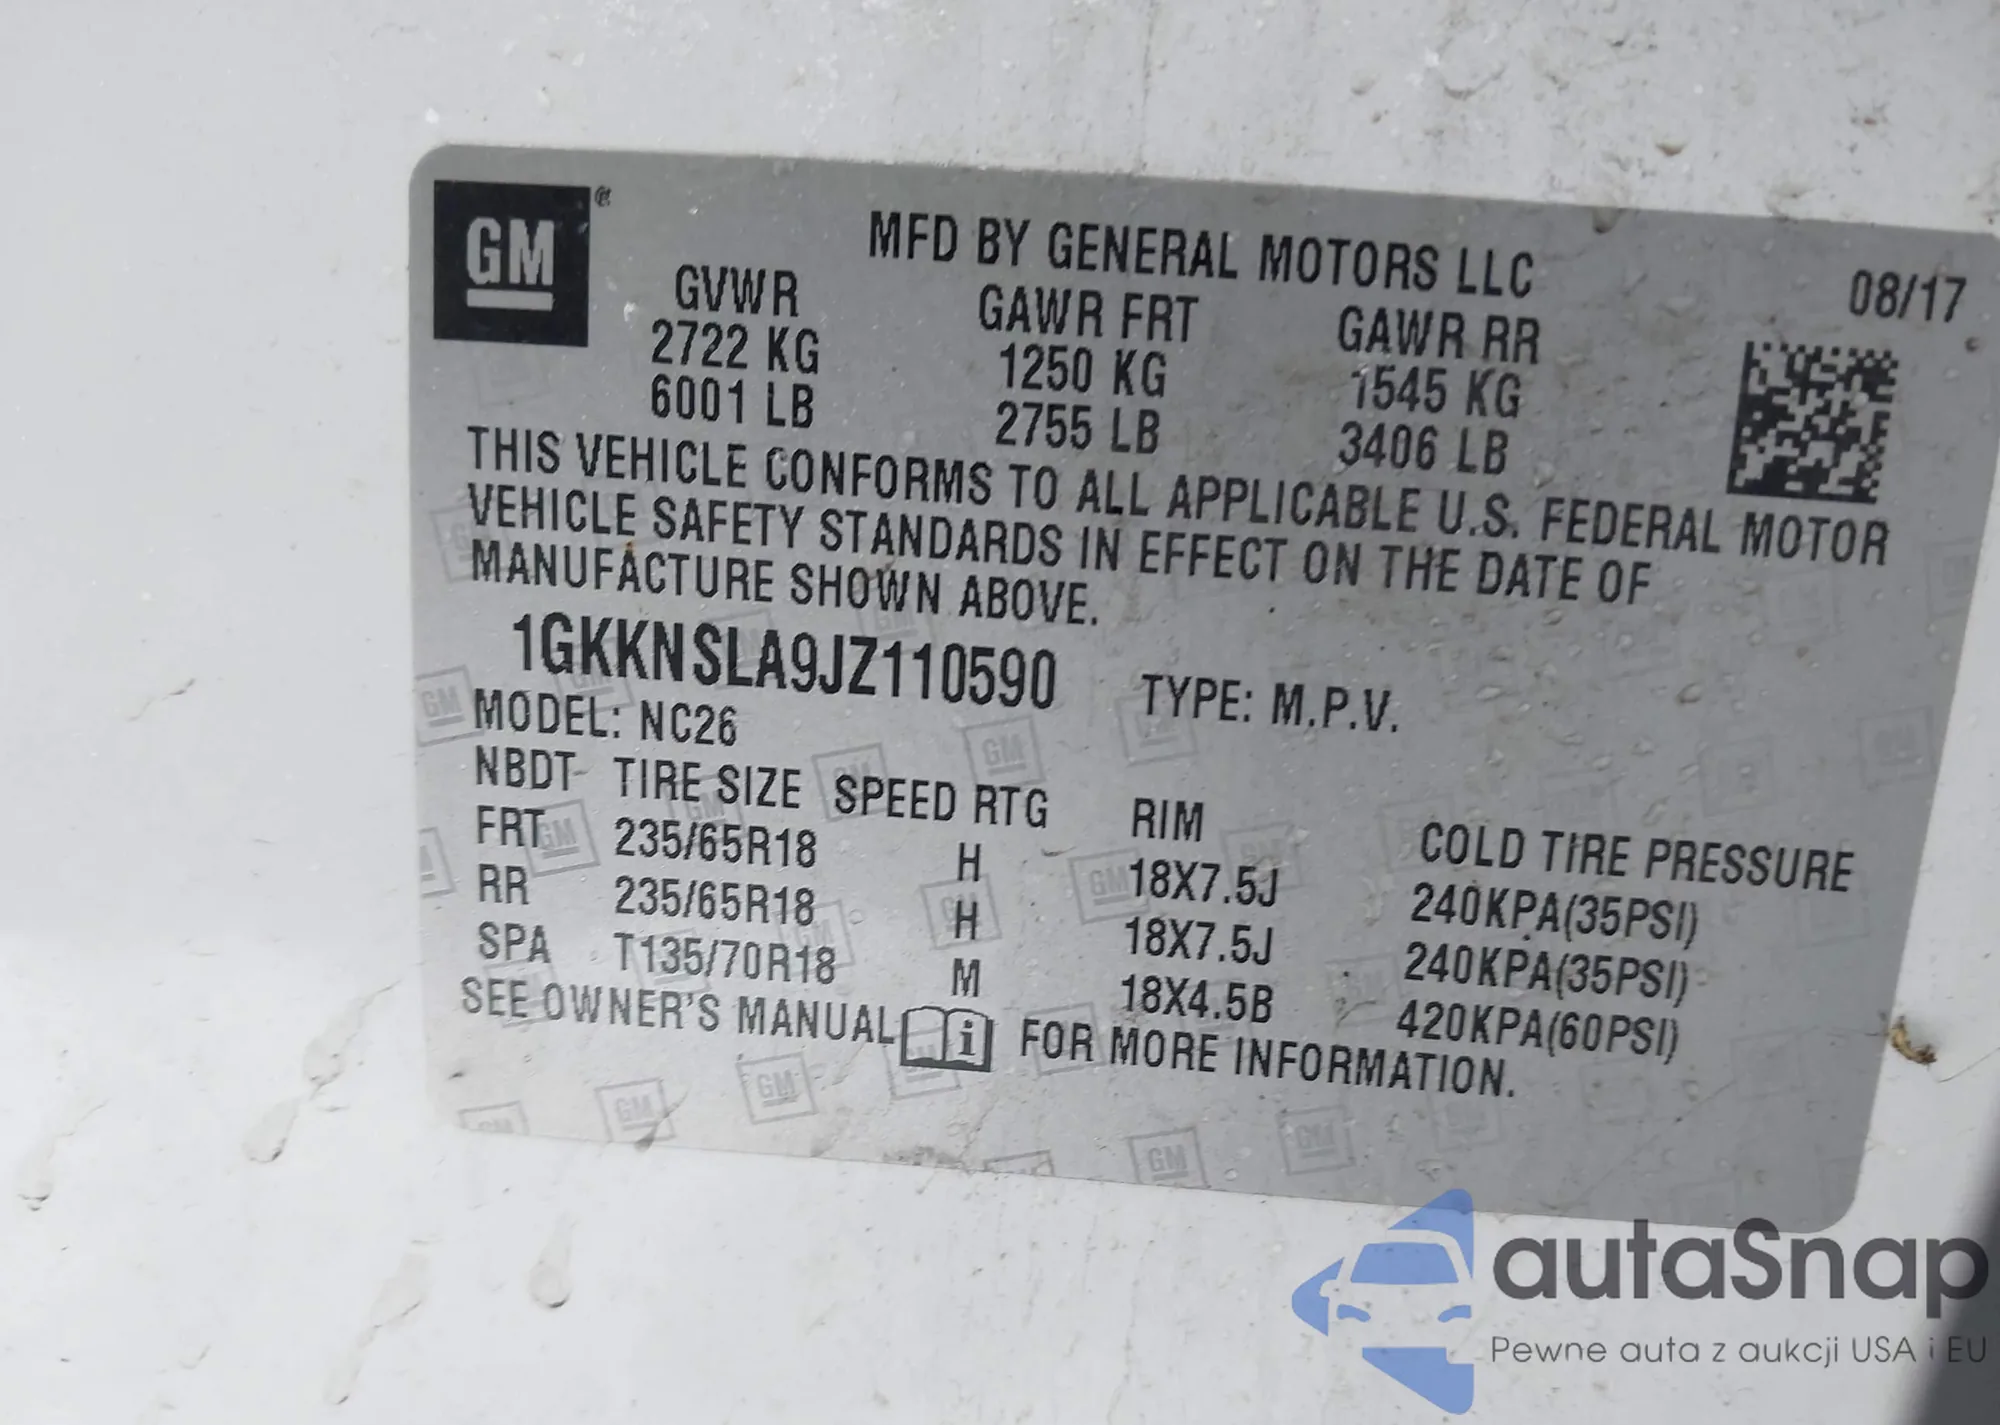 GM®
MFD BY GENERAL MOTORS LLC
08/17
GVWR GAWR FRT GAWR RR
2722 KG 1250 KG 1545 KG
6001 LB 2755 LB 3406 LB
THIS VEHICLE CONFORMS TO ALL APPLICABLE U.S. FEDERAL MOTOR
VEHICLE SAFETY STANDARDS IN EFFECT ON THE DATE OF
MANUFACTURE SHOWN ABOVE.
1GKKNSLA9JZ110590
TYPE: M.P.V.
MODEL: NC26
NBDT TIRE SIZE SPEED RTG RIM COLD TIRE PRESSURE
FRT 235/65R18 H 18X7.5J 240KPA(35PSI)
RR 235/65R18 H 18X7.5J 240KPA(35PSI)
SPA T135/70R18 M 18X4.5B 420KPA(60PSI)
SEE OWNER'S MANUAL i FOR MORE INFORMATION.
autaSnap
Pewne auta z aukcji USA i EU